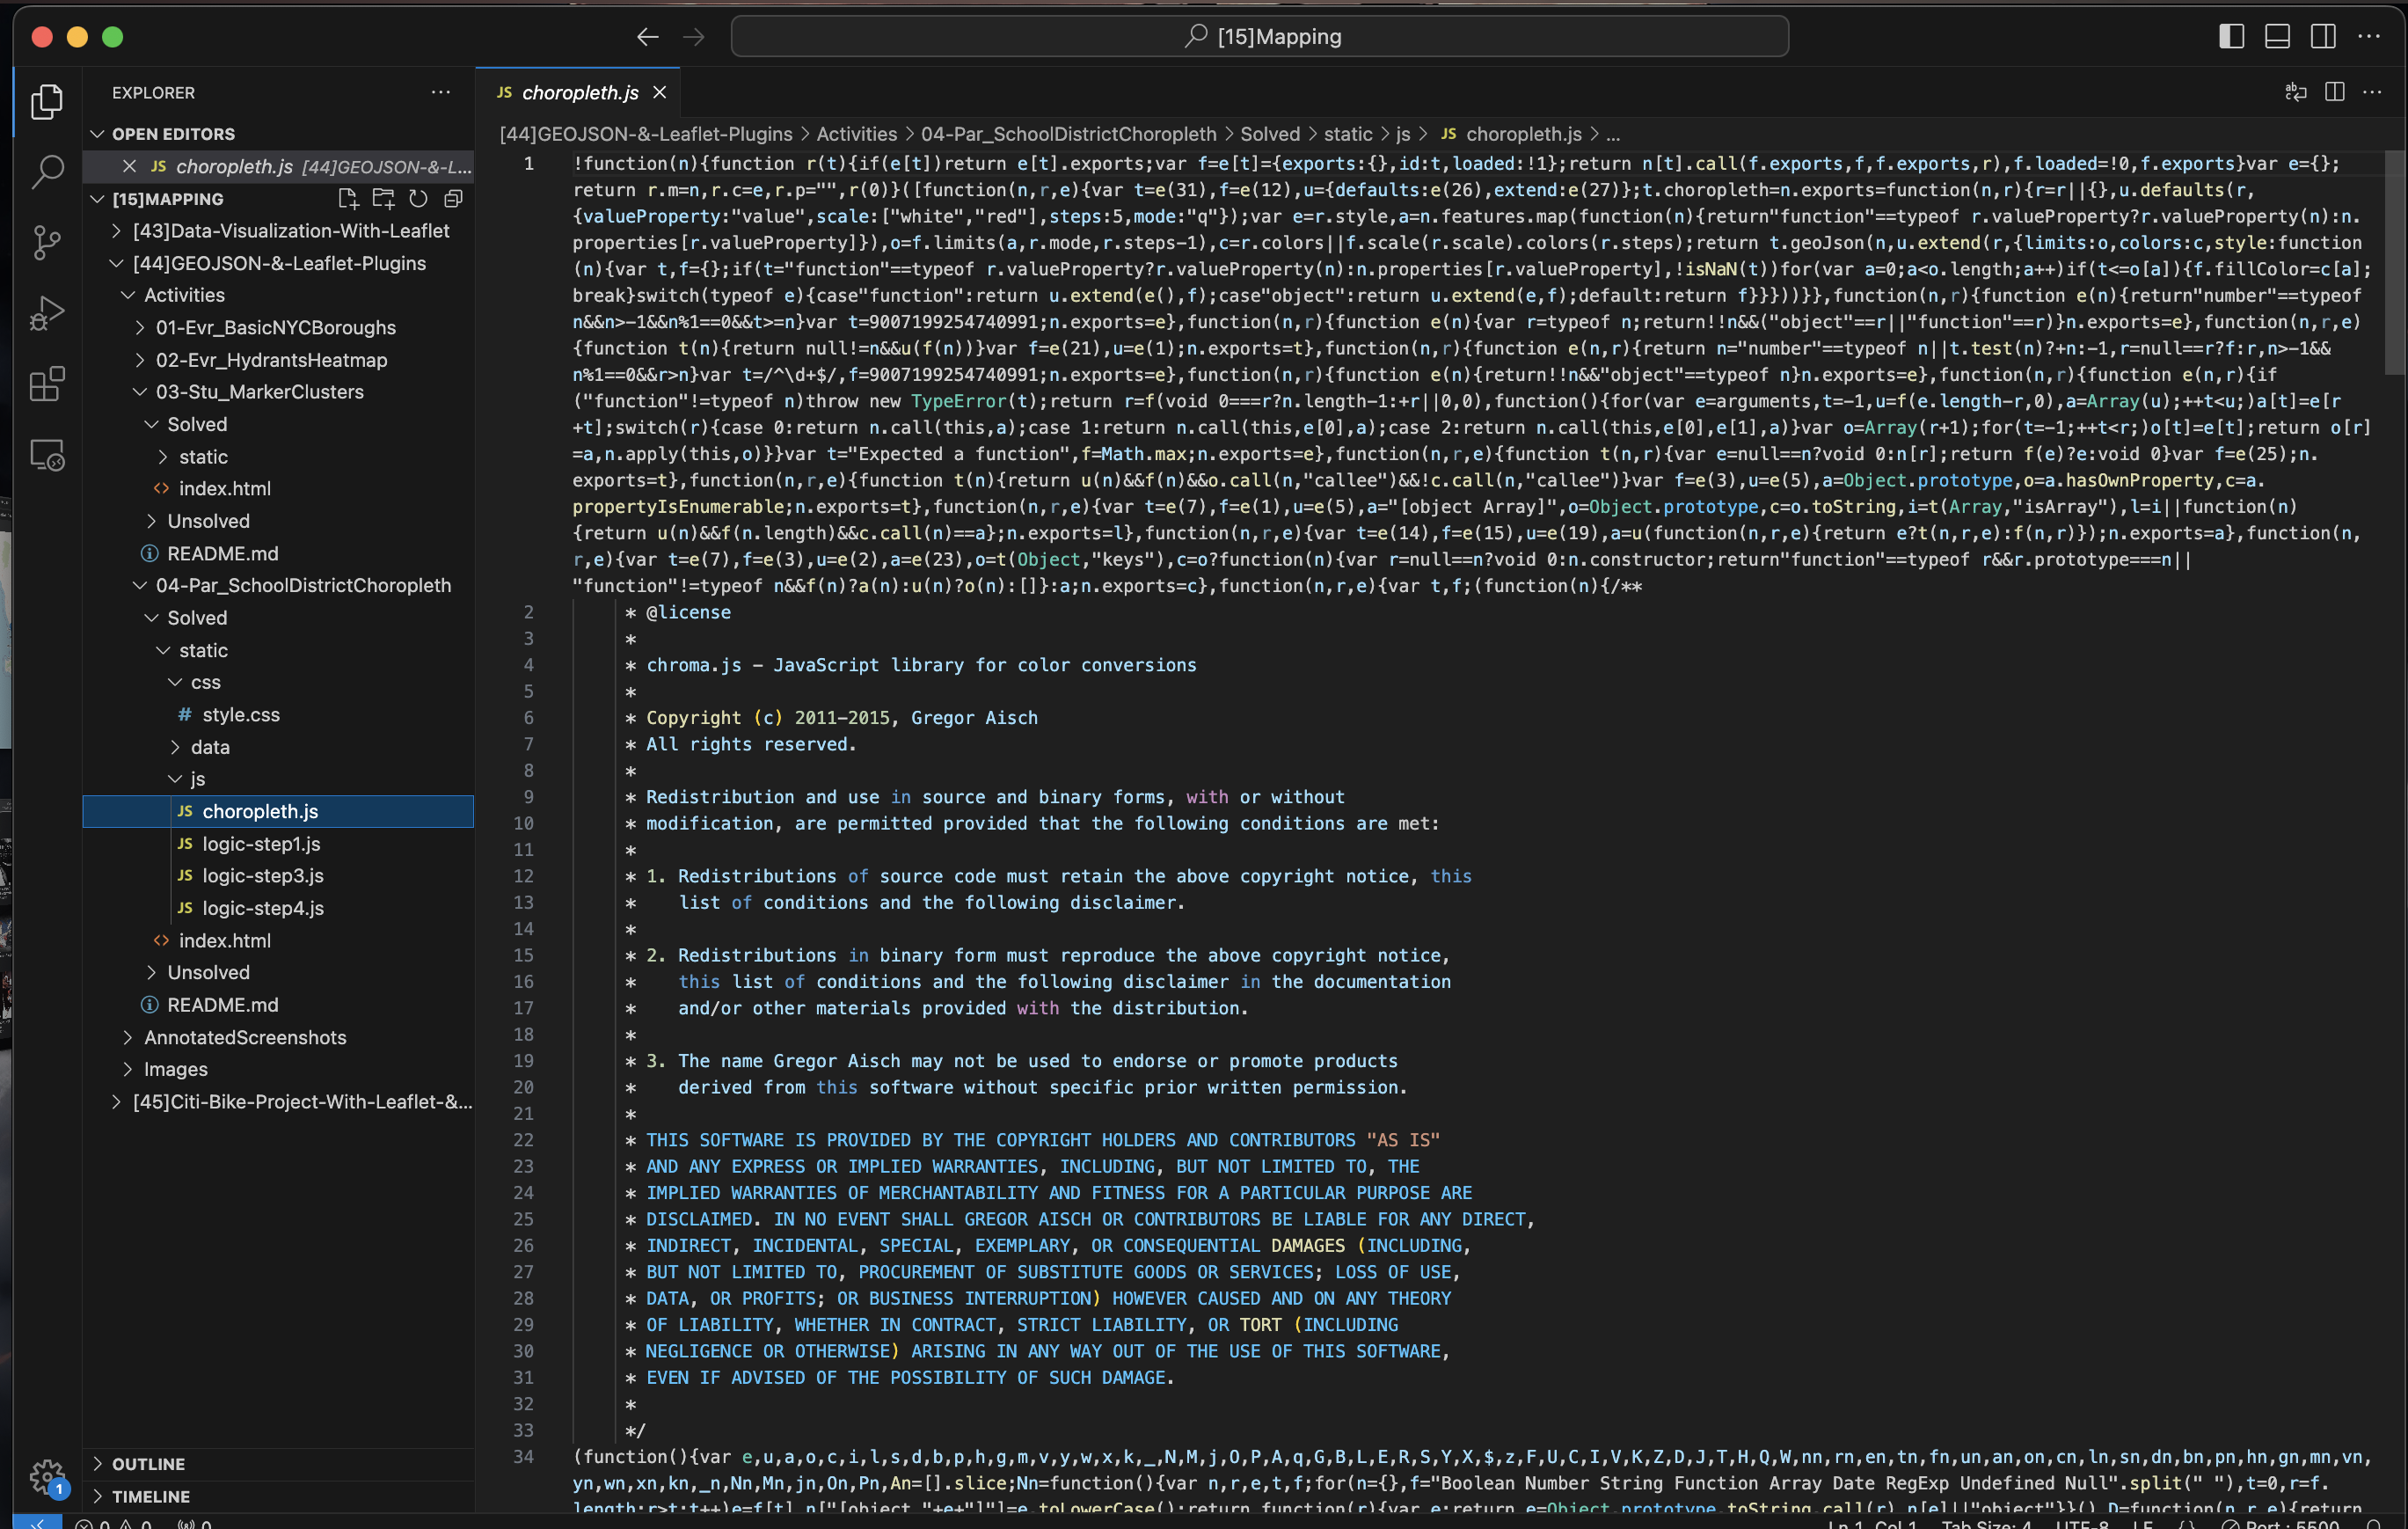 [15]Mapping
EXPLORER
OPEN EDITORS
JS choropleth.js [44]GEOJSON-&-L...
[15]MAPPING
[43]Data-Visualization-With-Leaflet
[44]GEOJSON-&-Leaflet-Plugins
Activities
01-Evr_BasicNYCBoroughs
02-Evr_HydrantsHeatmap
03-Stu_MarkerClusters
Solved
static
index.html
Unsolved
README.md
04-Par_SchoolDistrictChoropleth
Solved
static
css
# style.css
data
js
JS choropleth.js
JS logic-step1.js
JS logic-step3.js
JS logic-step4.js
index.html
Unsolved
README.md
AnnotatedScreenshots
Images
[45]Citi-Bike-Project-With-Leaflet-&...
OUTLINE
TIMELINE
1
JS choropleth.js
[44]GEOJSON-&-Leaflet-Plugins > Activities > 04-Par_SchoolDistrictChoropleth > Solved > static > js > JS choropleth.js > ...
1 !function(n){function r(t){if(e[t])return e[t].exports;var f=e[t]={exports:{},id:t,loaded:!1};return n[t].call(f.exports,f,f.exports,r),f.loaded=!0,f.exports}var e={};
return r.m=n,r.c=e,r.p="",r(0)}([function(n,r,e){var t=e(31),f=e(12),u={defaults:e(26),extend:e(27)};t.choropleth=n.exports=function(n,r){r=r||{},u.defaults(r,
{valueProperty:"value",scale:["white","red"],steps:5,mode:"q"});var e=r.style,a=n.features.map(function(n){return"function"==typeof r.valueProperty?r.valueProperty(n):n.
properties[r.valueProperty]}),o=f.limits(a,r.mode,r.steps-1),c=r.colors||f.scale(r.scale).colors(r.steps);return t.geoJson(n,u.extend(r,{limits:o,colors:c,style:function
(n){var t,f={};if(t="function"==typeof r.valueProperty?r.valueProperty(n):n.properties[r.valueProperty],!isNaN(t))for(var a=0;a<o.length;a++)if(t<=o[a]){f.fillColor=c[a];
break}switch(typeof e){case"function":return u.extend(e(),f);case"object":return u.extend(e,f);default:return f}}}))}},function(n,r){function e(n){return"number"==typeof
n&&n>-1&&n%1==0&&t>=n}var t=9007199254740991;n.exports=e},function(n,r){function e(n){var r=typeof n;return!!n&&("object"==r||"function"==r)}n.exports=e},function(n,r,e)
{function t(n){return null!=n&&u(f(n))}var f=e(21),u=e(1);n.exports=t},function(n,r){function e(n,r){return n="number"==typeof n||t.test(n)?+n:-1,r=null==r?f:r,n>-1&&
n%1==0&&r>n}var t=/^\d+$/,f=9007199254740991;n.exports=e},function(n,r){function e(n){return!!n&&"object"==typeof n}n.exports=e},function(n,r){function e(n,r){if
("function"!=typeof n)throw new TypeError(t);return r=f(void 0===r?n.length-1:+r||0,0),function(){for(var e=arguments,t=-1,u=f(e.length-r,0),a=Array(u);++t<u;)a[t]=e[r
+t];switch(r){case 0:return n.call(this,a);case 1:return n.call(this,e[0],a);case 2:return n.call(this,e[0],e[1],a)}var o=Array(r+1);for(t=-1;++t<r;)o[t]=e[t];return o[r]
=a,n.apply(this,o)}}var t="Expected a function",f=Math.max;n.exports=e},function(n,r,e){function t(n,r){var e=null==n?void 0:n[r];return f(e)?e:void 0}var f=e(25);n.
exports=t},function(n,r,e){function t(n){return u(n)&&f(n)&&o.call(n,"callee")&&!c.call(n,"callee")}var f=e(3),u=e(5),a=Object.prototype,o=a.hasOwnProperty,c=a.
propertyIsEnumerable;n.exports=t},function(n,r,e){var t=e(7),f=e(1),u=e(5),a="[object Array]",o=Object.prototype,c=o.toString,i=t(Array,"isArray"),l=i||function(n)
{return u(n)&&f(n.length)&&c.call(n)==a};n.exports=l},function(n,r,e){var t=e(14),f=e(15),u=e(19),a=u(function(n,r,e){return e?t(n,r,e):f(n,r)});n.exports=a},function(n,
r,e){var t=e(7),f=e(3),u=e(2),a=e(23),o=t(Object,"keys"),c=o?function(n){var r=null==n?void 0:n.constructor;return"function"==typeof r&&r.prototype===n||
"function"!=typeof n&&f(n)?a(n):u(n)?o(n):[]}:a;n.exports=c},function(n,r,e){var t,f;(function(n){/**
2 * @license
3 *
4 * chroma.js - JavaScript library for color conversions
5 *
6 * Copyright (c) 2011-2015, Gregor Aisch
7 * All rights reserved.
8 *
9 * Redistribution and use in source and binary forms, with or without
10 * modification, are permitted provided that the following conditions are met:
11 *
12 * 1. Redistributions of source code must retain the above copyright notice, this
13 * list of conditions and the following disclaimer.
14 *
15 * 2. Redistributions in binary form must reproduce the above copyright notice,
16 * this list of conditions and the following disclaimer in the documentation
17 * and/or other materials provided with the distribution.
18 *
19 * 3. The name Gregor Aisch may not be used to endorse or promote products
20 * derived from this software without specific prior written permission.
21 *
22 * THIS SOFTWARE IS PROVIDED BY THE COPYRIGHT HOLDERS AND CONTRIBUTORS "AS IS"
23 * AND ANY EXPRESS OR IMPLIED WARRANTIES, INCLUDING, BUT NOT LIMITED TO, THE
24 * IMPLIED WARRANTIES OF MERCHANTABILITY AND FITNESS FOR A PARTICULAR PURPOSE ARE
25 * DISCLAIMED. IN NO EVENT SHALL GREGOR AISCH OR CONTRIBUTORS BE LIABLE FOR ANY DIRECT,
26 * INDIRECT, INCIDENTAL, SPECIAL, EXEMPLARY, OR CONSEQUENTIAL DAMAGES (INCLUDING,
27 * BUT NOT LIMITED TO, PROCUREMENT OF SUBSTITUTE GOODS OR SERVICES; LOSS OF USE,
28 * DATA, OR PROFITS; OR BUSINESS INTERRUPTION) HOWEVER CAUSED AND ON ANY THEORY
29 * OF LIABILITY, WHETHER IN CONTRACT, STRICT LIABILITY, OR TORT (INCLUDING
30 * NEGLIGENCE OR OTHERWISE) ARISING IN ANY WAY OUT OF THE USE OF THIS SOFTWARE,
31 * EVEN IF ADVISED OF THE POSSIBILITY OF SUCH DAMAGE.
32 *
33 */
34 (function(){var e,u,a,o,c,i,l,s,d,b,p,h,g,m,v,y,w,x,k,_,N,M,j,O,P,A,q,G,B,L,E,R,S,Y,X,$,z,F,U,C,I,V,K,Z,D,J,T,H,Q,W,nn,rn,en,tn,fn,un,an,on,cn,ln,sn,dn,bn,pn,hn,gn,mn,vn,
yn,wn,xn,kn,_n,Nn,Mn,jn,On,Pn,An=[].slice;Nn=function(){var n,r,e,t,f;for(n={},f="Boolean Number String Function Array Date RegExp Undefined Null".split(" "),t=0,r=f.
length;r>t;t++)e=f[t],n["[object "+e+"]"]=e.toLowerCase();return function(r){var e;return e=Object.prototype.toString.call(r),n[e]||"object"}}(),D=function(n,r,e){return
0 0 0 Ln 1, Col 1 Tab Size: 4 UTF-8 LF {} Port : 5500